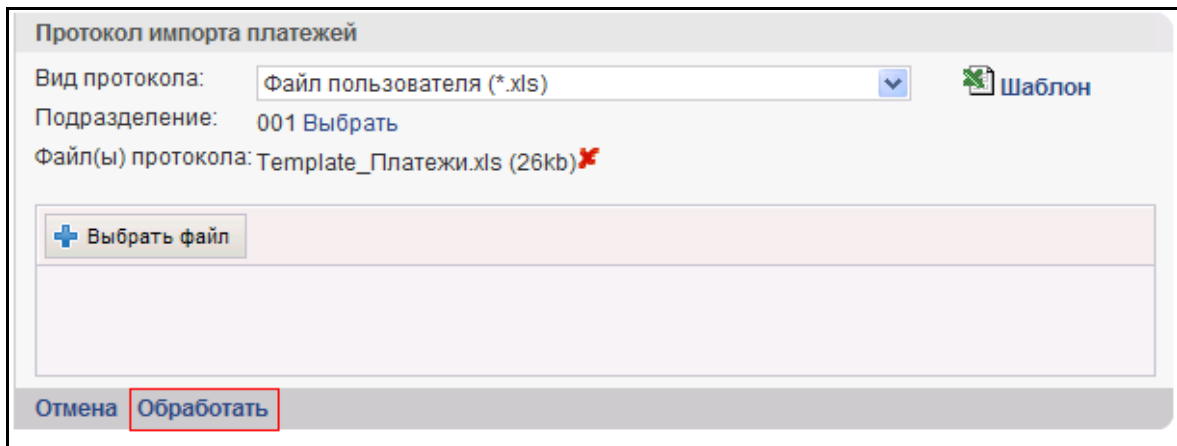 Протокол импорта платежей
Вид протокола: Файл пользователя (*.xls) Шаблон
Подразделение: 001 Выбрать
Файл(ы) протокола: Template_Платежи.xls (26kb)
Выбрать файл
Отмена Обработать